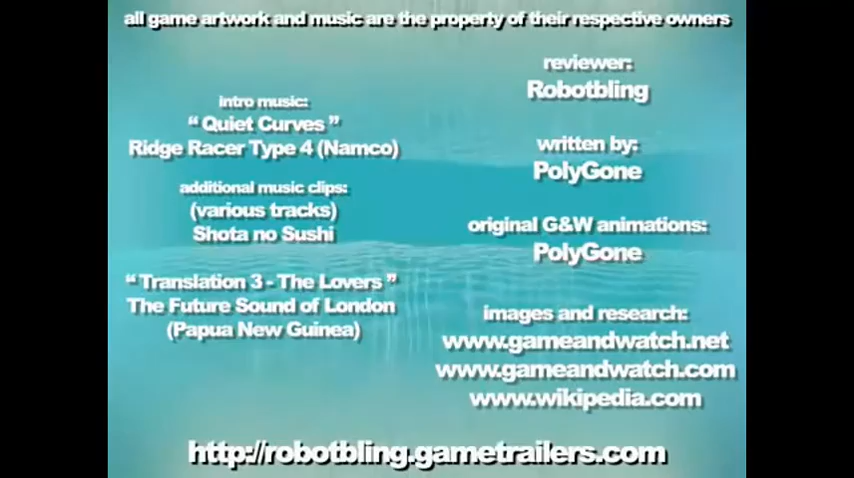 all game artwork and music are the property of their respective owners
intro music:
“ Quiet Curves ”
Ridge Racer Type 4 (Namco)
additional music clips:
(various tracks)
Shota no Sushi
“ Translation 3 - The Lovers ”
The Future Sound of London
(Papua New Guinea)
reviewer:
Robotbling
written by:
PolyGone
original G&W animations:
PolyGone
images and research:
www.gameandwatch.net
www.gameandwatch.com
www.wikipedia.com
http://robotbling.gametrailers.com